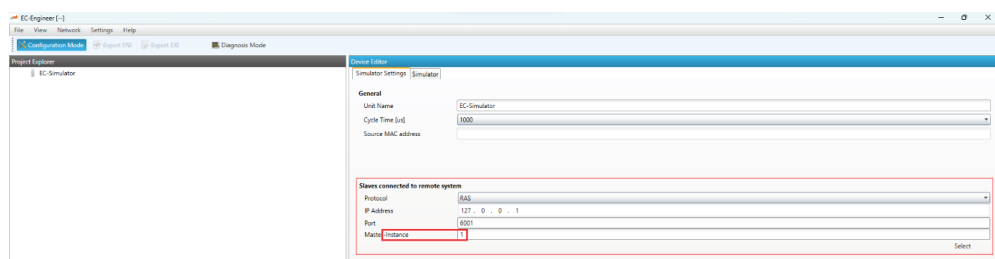 EC-Engineer [--]
File View Network Settings Help
Configuration Mode Export ENI Export EXI Diagnosis Mode
Project Explorer
EC-Simulator
Device Editor
Simulator Settings Simulator
General
Unit Name EC-Simulator
Cycle Time [us] 1000
Source MAC address
Slaves connected to remote system
Protocol RAS
IP Address 127 . 0 . 0 . 1
Port 6001
Master-Instance 1
Select